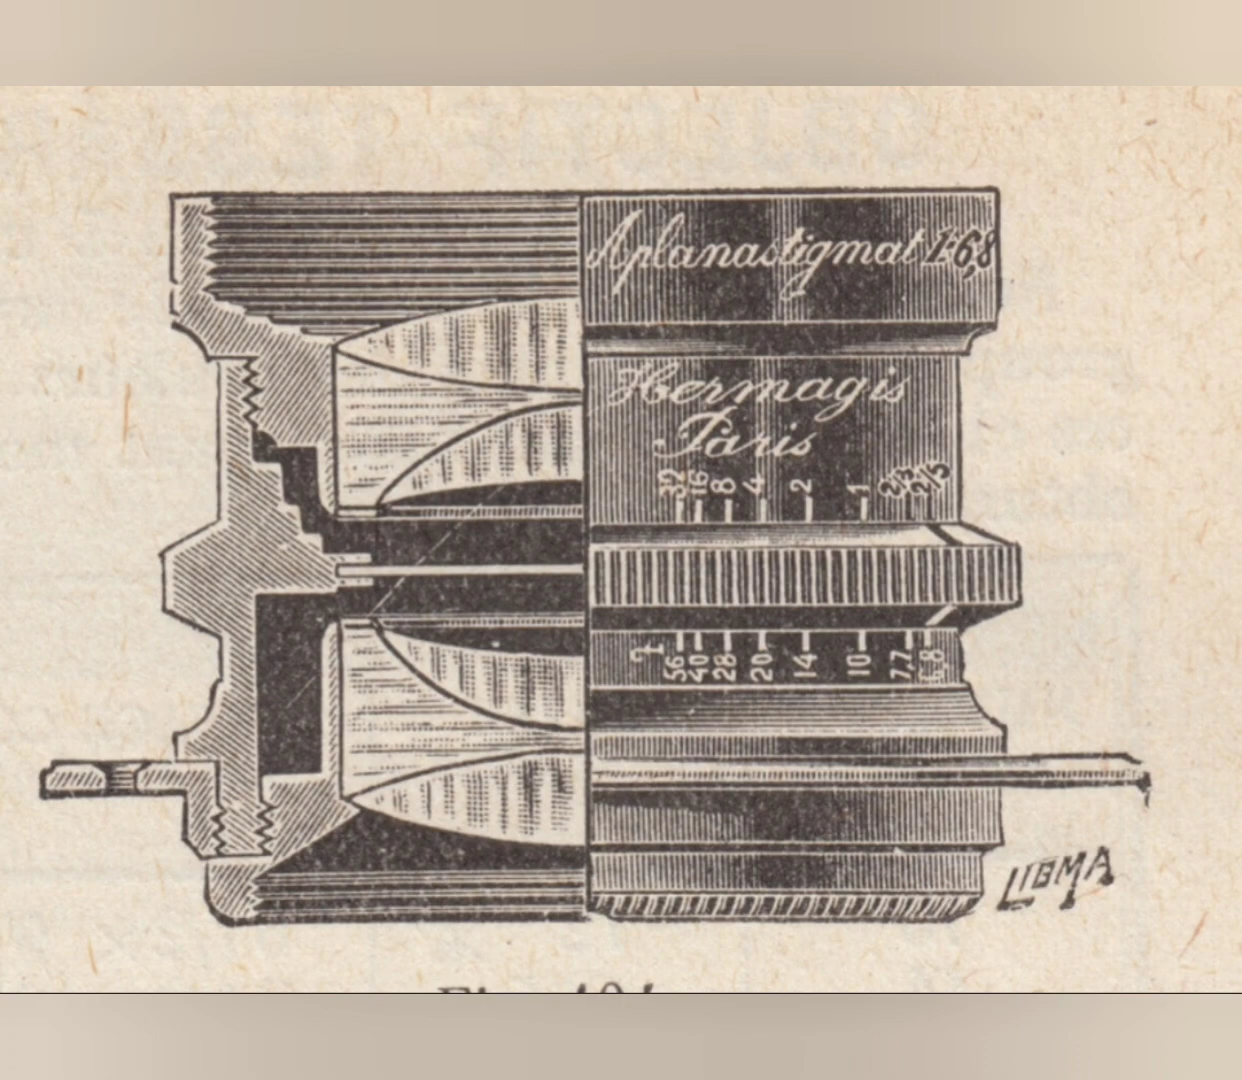 Aplanastigmat 1:6,8
Hermagis
Paris
32 16 8 4 2 1 2/3 2/5
56 40 28 20 14 10 7,7 6,8
LIBMA